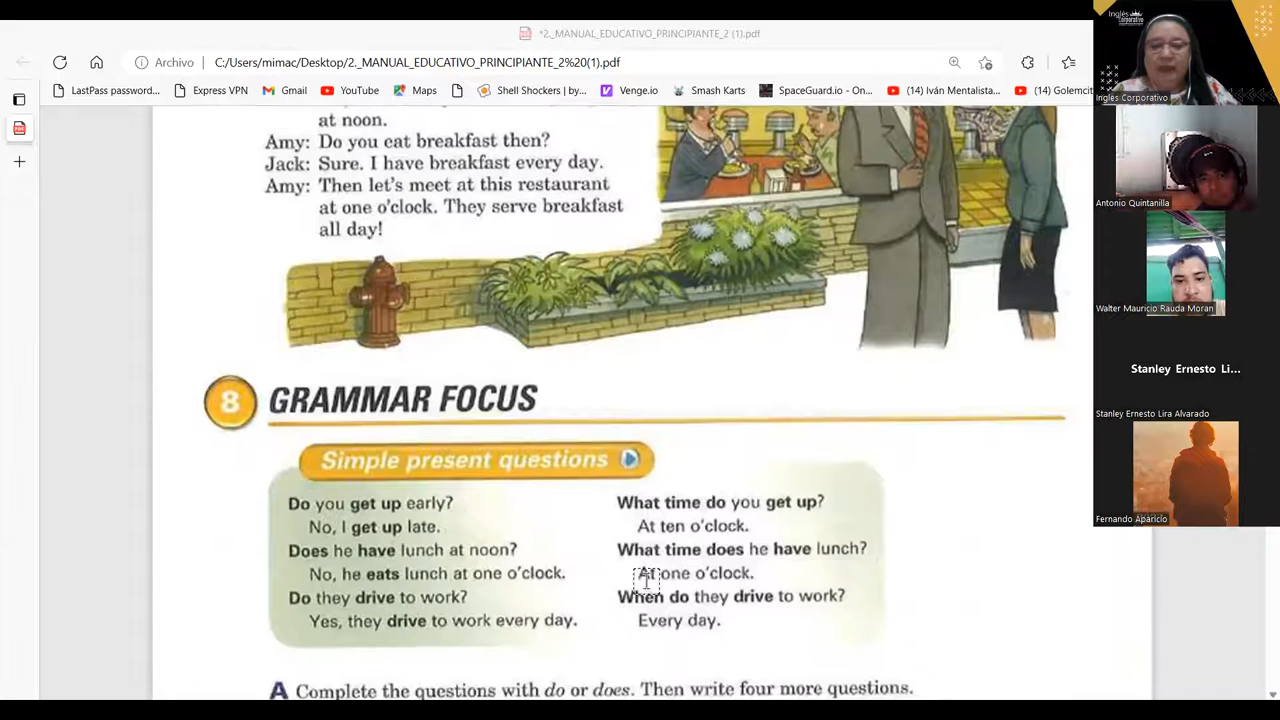 *2._MANUAL_EDUCATIVO_PRINCIPIANTE_2 (1).pdf
Archivo
C:/Users/mimac/Desktop/2._MANUAL_EDUCATIVO_PRINCIPIANTE_2%20(1).pdf
LastPass password...
Express VPN
Gmail
YouTube
Maps
Shell Shockers | by...
Venge.io
Smash Karts
SpaceGuard.io - On...
(14) Iván Mentalista...
(14) Golemcit
at noon.
Amy: Do you eat breakfast then?
Jack: Sure. I have breakfast every day.
Amy: Then let's meet at this restaurant
at one o'clock. They serve breakfast
all day!
8 GRAMMAR FOCUS
Simple present questions
Do you get up early?
No, I get up late.
Does he have lunch at noon?
No, he eats lunch at one o'clock.
Do they drive to work?
Yes, they drive to work every day.
What time do you get up?
At ten o'clock.
What time does he have lunch?
At one o'clock.
When do they drive to work?
Every day.
A Complete the questions with do or does. Then write four more questions.
Inglés
Corporativo
Inglés Corporativo
Antonio Quintanilla
Walter Mauricio Rauda Moran
Stanley Ernesto Li...
Stanley Ernesto Lira Alvarado
Fernando Aparicio